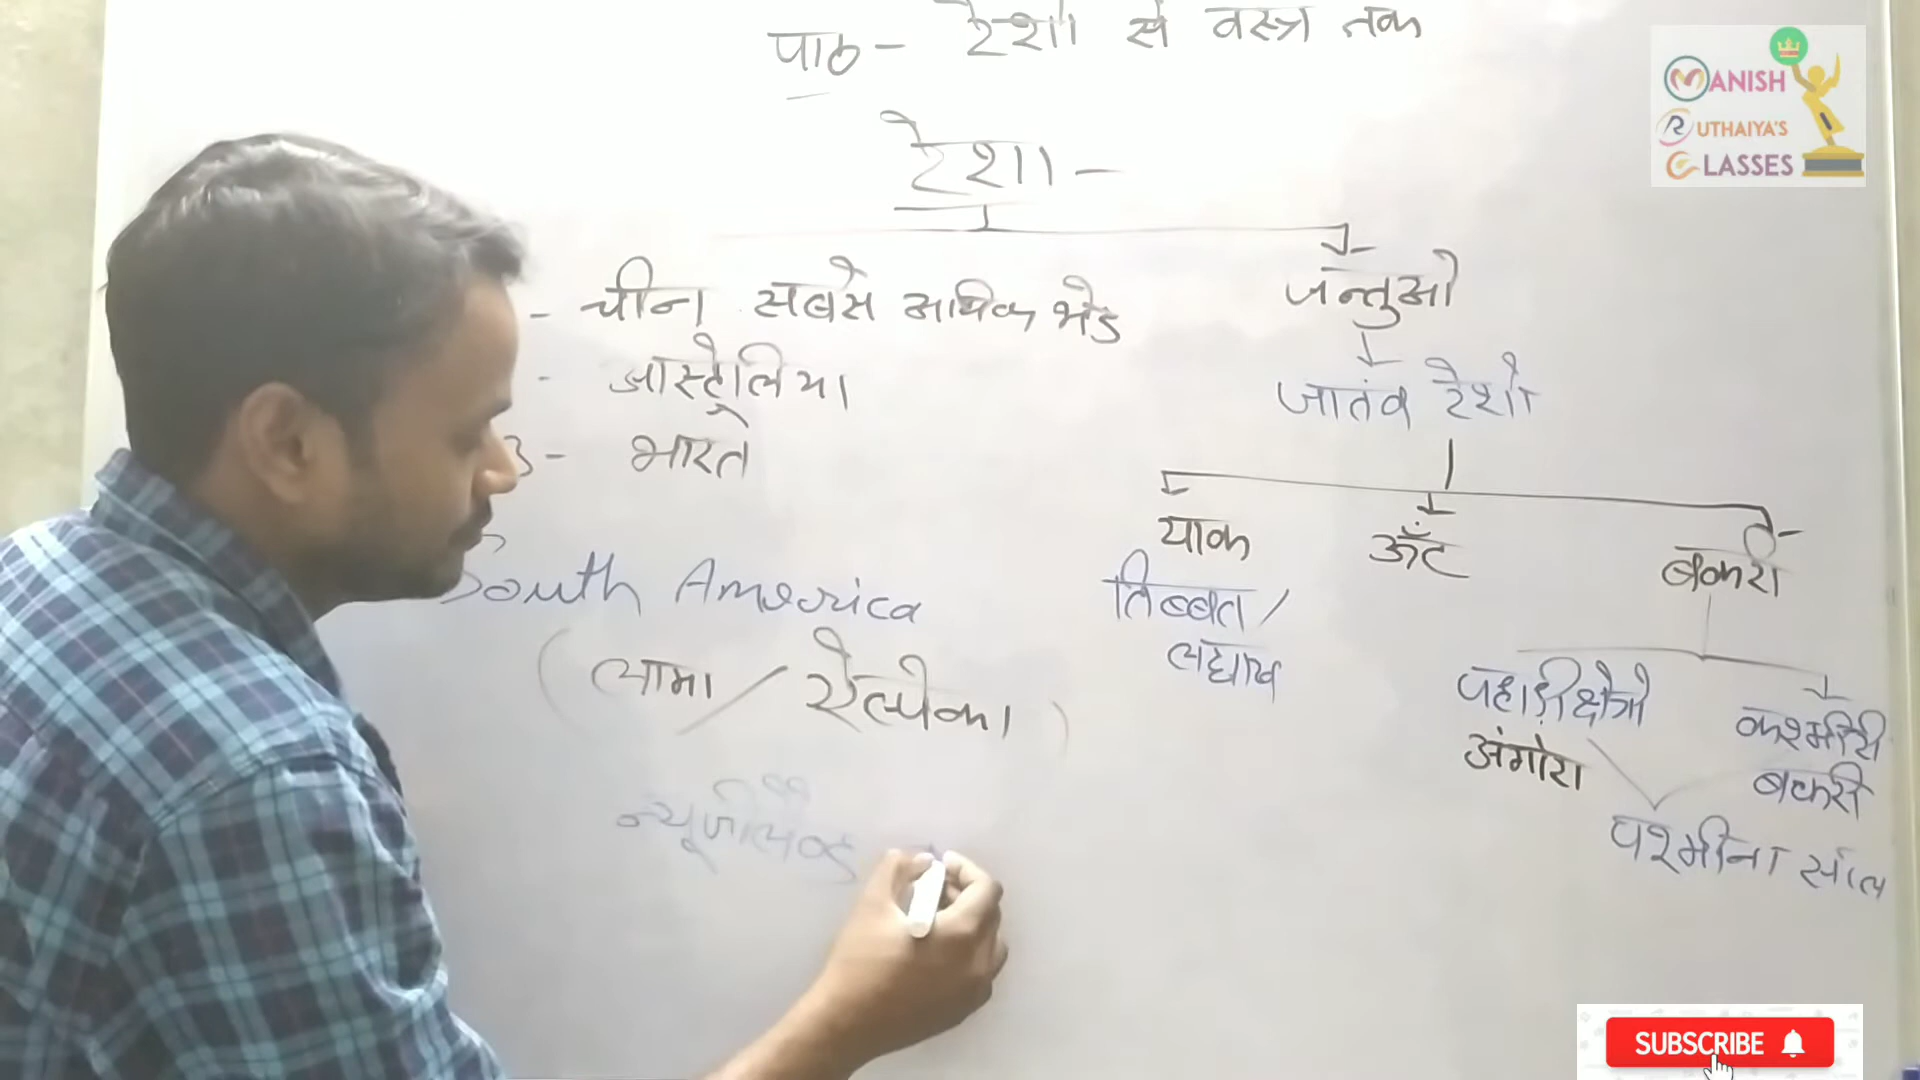 पाठ - रेशों से वस्त्र तक
रेशा -
- चीन सबसे अधिक भेड
- आस्ट्रेलिया
3- भारत
South America
(लामा / ऐल्पेका)
न्यूजीलैंड
जन्तुओ
जातंव रेशो
याक
ऊँट
बकरी
तिब्बत /
लद्दाख
पहाड़ी क्षेत्रो
अंगोरा
कश्मीरी
बकरी
पश्मीना सॉल
MANISH
RUTHAIYA'S
CLASSES
SUBSCRIBE